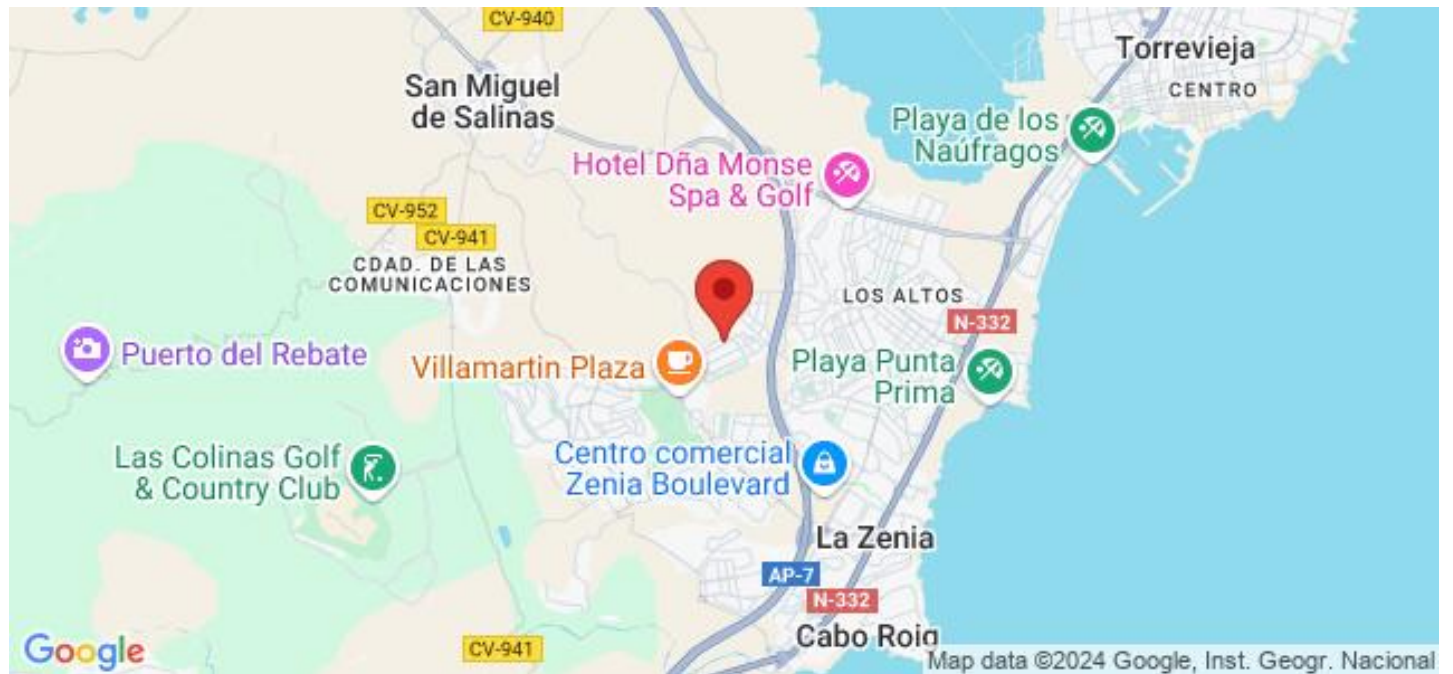 CV-940
Torrevieja
CENTRO
San Miguel
de Salinas
Playa de los
Naúfragos
Hotel Dña Monse
Spa & Golf
CV-952
CV-941
CDAD. DE LAS
COMUNICACIONES
LOS ALTOS
N-332
Puerto del Rebate
Villamartin Plaza
Playa Punta
Prima
Las Colinas Golf
& Country Club
Centro comercial
Zenia Boulevard
La Zenia
AP-7
N-332
Cabo Roig
CV-941
Google
Map data ©2024 Google, Inst. Geogr. Nacional